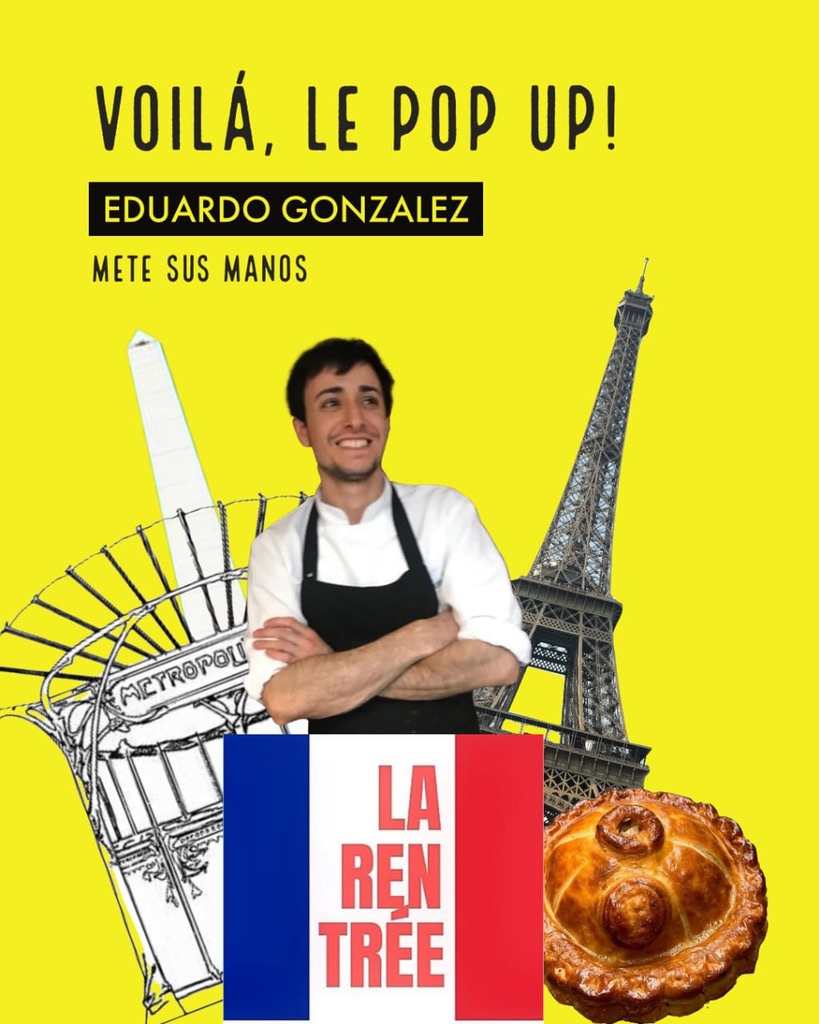 VOILÁ, LE POP UP!
EDUARDO GONZALEZ
METE SUS MANOS
METROPOLI
LA
REN
TRÉE